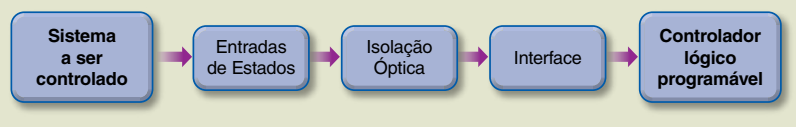 Sistema
a ser
controlado
Entradas
de Estados
Isolação
Óptica
Interface
Controlador
lógico
programável